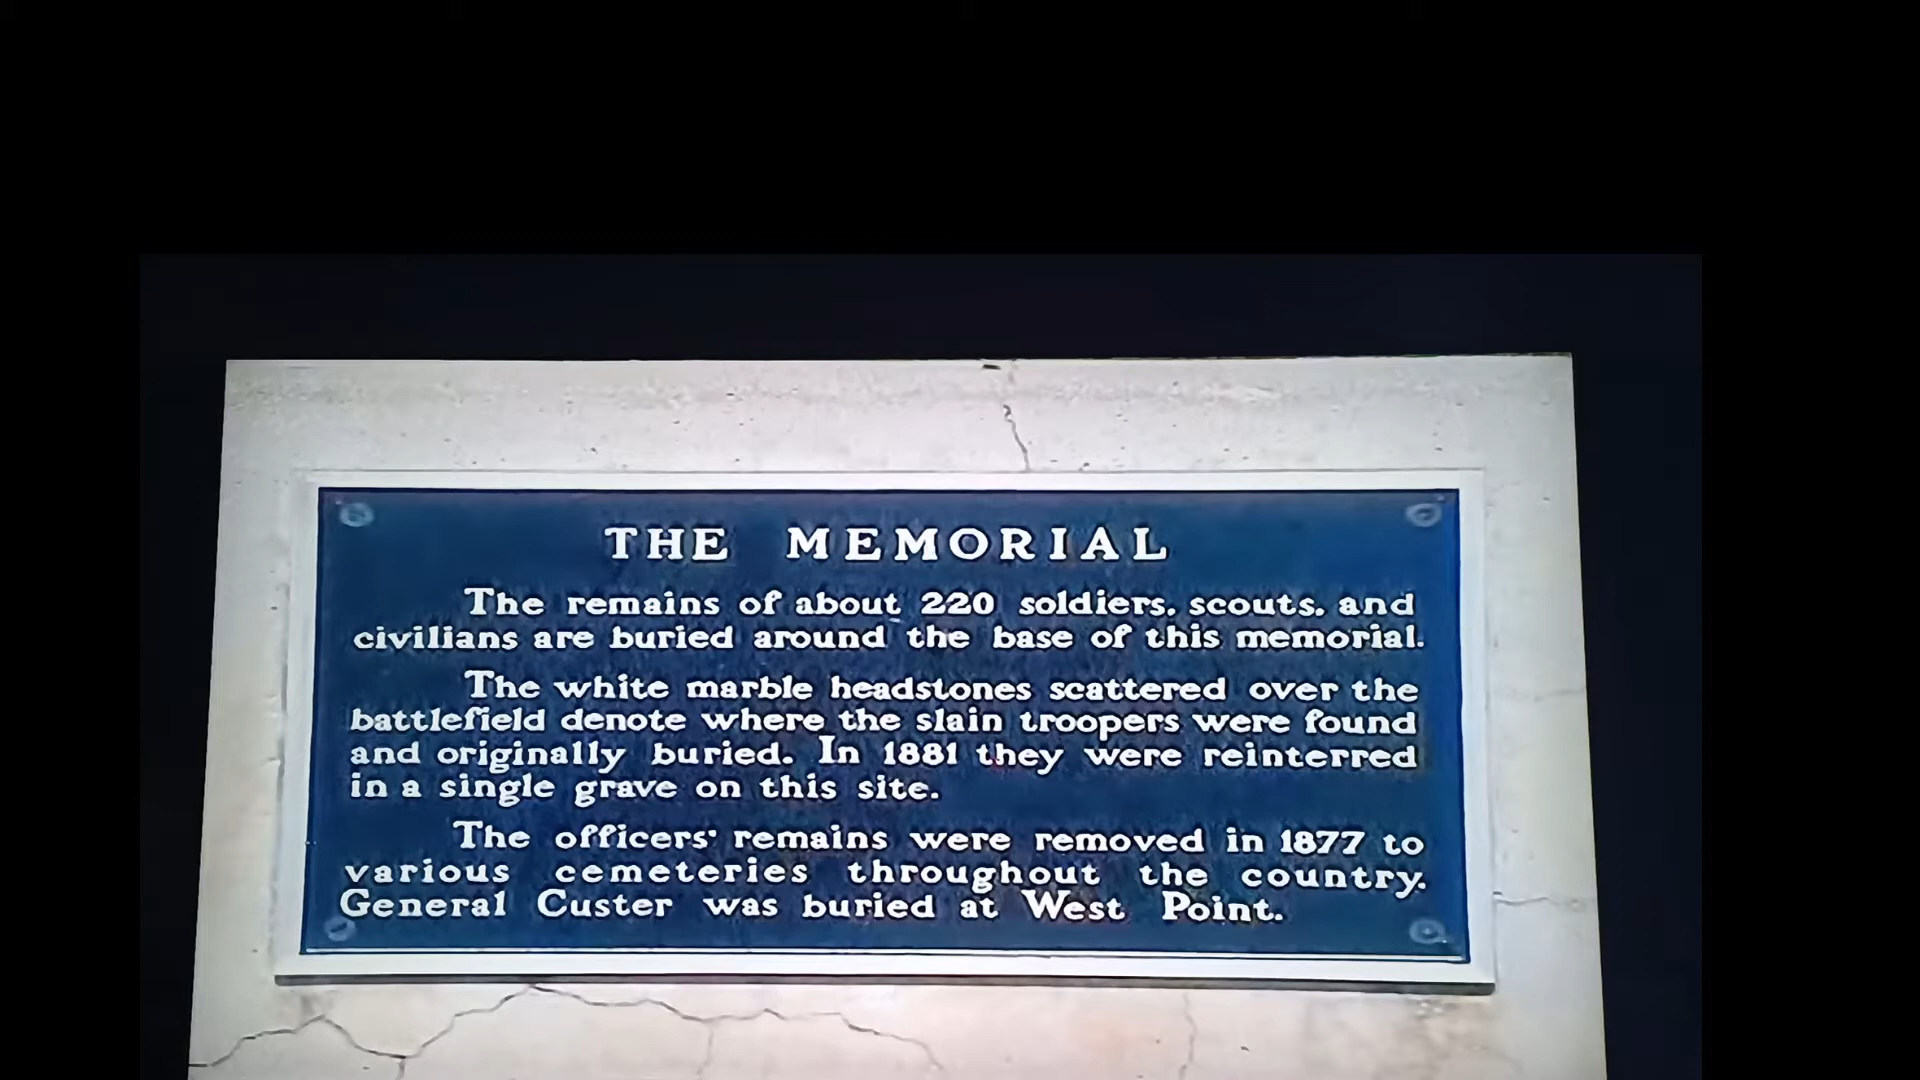 THE MEMORIAL
The remains of about 220 soldiers, scouts, and
civilians are buried around the base of this memorial.
The white marble headstones scattered over the
battlefield denote where the slain troopers were found
and originally buried. In 1881 they were reinterred
in a single grave on this site.
The officers' remains were removed in 1877 to
various cemeteries throughout the country.
General Custer was buried at West Point.